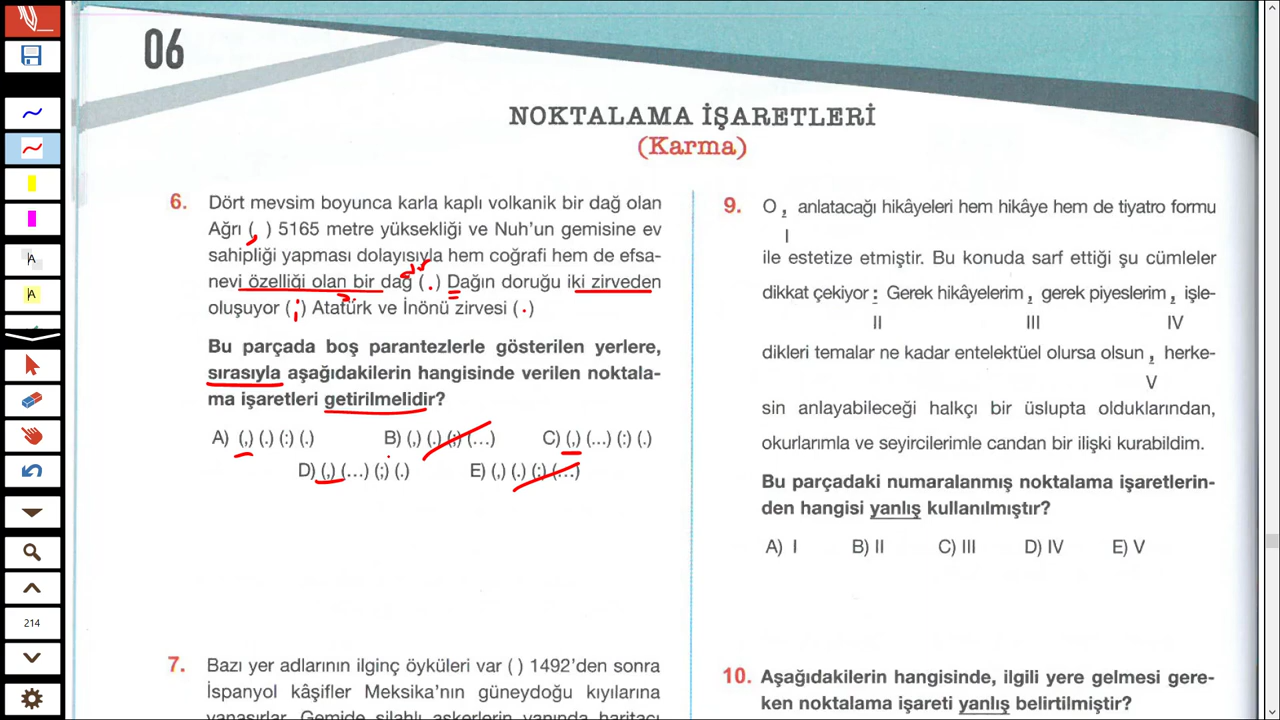 06
NOKTALAMA İŞARETLERİ
(Karma)
6. Dört mevsim boyunca karla kaplı volkanik bir dağ olan
Ağrı (,) 5165 metre yüksekliği ve Nuh'un gemisine ev
sahipliği yapması dolayısıyla hem coğrafi hem de efsa-
nevi özelliği olan bir dağ (.) Dağın doruğu iki zirveden
oluşuyor (:) Atatürk ve İnönü zirvesi (.)
Bu parçada boş parantezlerle gösterilen yerlere,
sırasıyla aşağıdakilerin hangisinde verilen noktala-
ma işaretleri getirilmelidir?
A) (,) (.) (:) (.) B) (,) (.) (;) (...) C) (,) (...) (:) (.)
D) (,) (...) (;) (.) E) (,) (.) (:) (...)
7. Bazı yer adlarının ilginç öyküleri var ( ) 1492'den sonra
İspanyol kâşifler Meksika'nın güneydoğu kıyılarına
yanaşırlar. Gemide silahlı askerlerin yanında haritacı
9. O , anlatacağı hikâyeleri hem hikâye hem de tiyatro formu
I
ile estetize etmiştir. Bu konuda sarf ettiği şu cümleler
dikkat çekiyor : Gerek hikâyelerim , gerek piyeslerim , işle-
II III IV
dikleri temalar ne kadar entelektüel olursa olsun , herke-
V
sin anlayabileceği halkçı bir üslupta olduklarından,
okurlarımla ve seyircilerimle candan bir ilişki kurabildim.
Bu parçadaki numaralanmış noktalama işaretlerin-
den hangisi yanlış kullanılmıştır?
A) I B) II C) III D) IV E) V
10. Aşağıdakilerin hangisinde, ilgili yere gelmesi gere-
ken noktalama işareti yanlış belirtilmiştir?
A
A
214